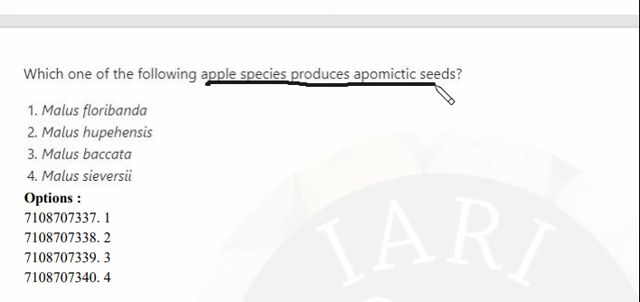 Which one of the following apple species produces apomictic seeds?
1. Malus floribanda
2. Malus hupehensis
3. Malus baccata
4. Malus sieversii
Options :
7108707337. 1
7108707338. 2
7108707339. 3
7108707340. 4
IARI